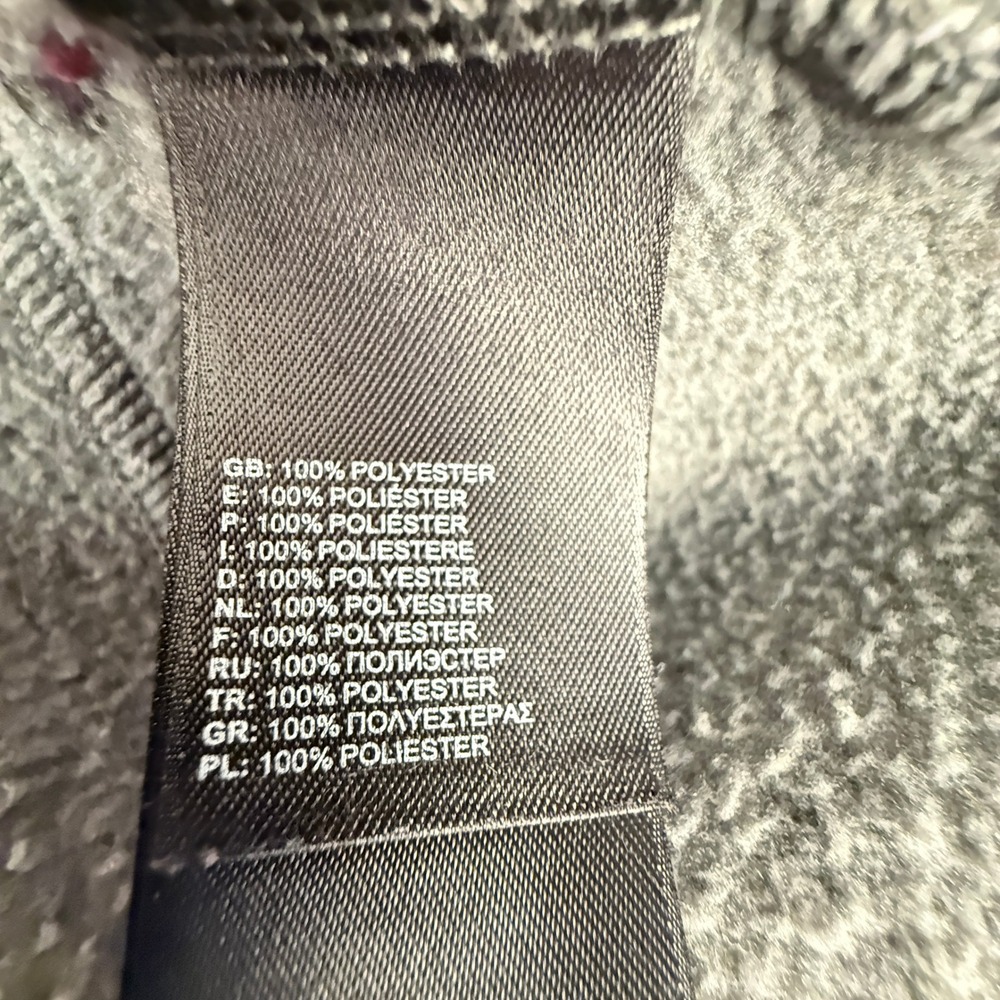 GB: 100% POLYESTER
E: 100% POLIÉSTER
P: 100% POLIÉSTER
I: 100% POLIESTERE
D: 100% POLYESTER
NL: 100% POLYESTER
F: 100% POLYESTER
RU: 100% ПОЛИЭСТЕР
TR: 100% POLYESTER
GR: 100% ΠΟΛΥΕΣΤΕΡΑΣ
PL: 100% POLIESTER